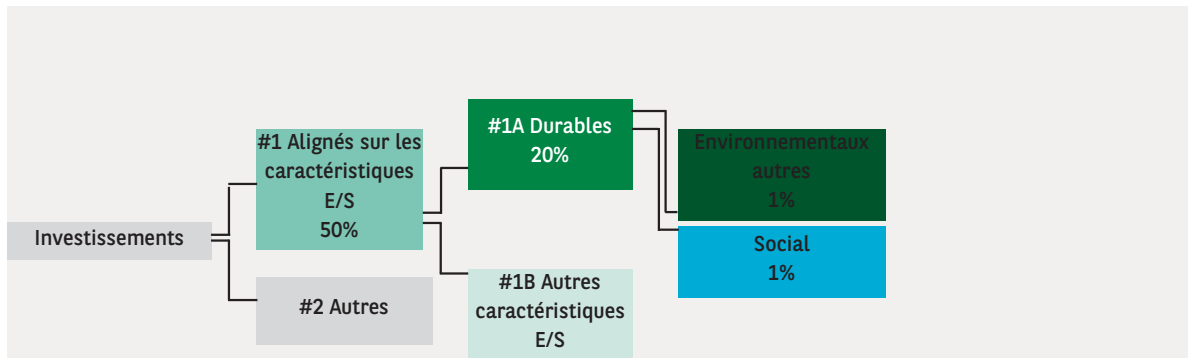 Investissements
#1 Alignés sur les
caractéristiques
E/S
50%
#2 Autres
#1A Durables
20%
#1B Autres
caractéristiques
E/S
Environnementaux
autres
1%
Social
1%